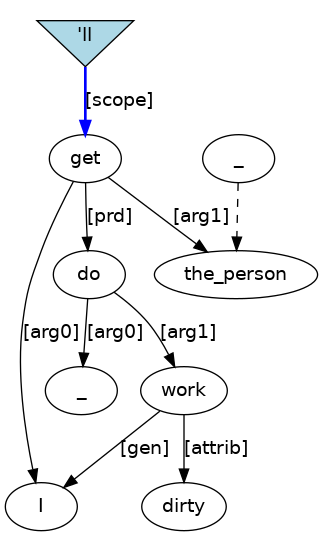 'll
[scope]
get _
[prd] [arg1]
do the_person
[arg0] [arg0] [arg1]
_ work
[gen] [attrib]
I dirty